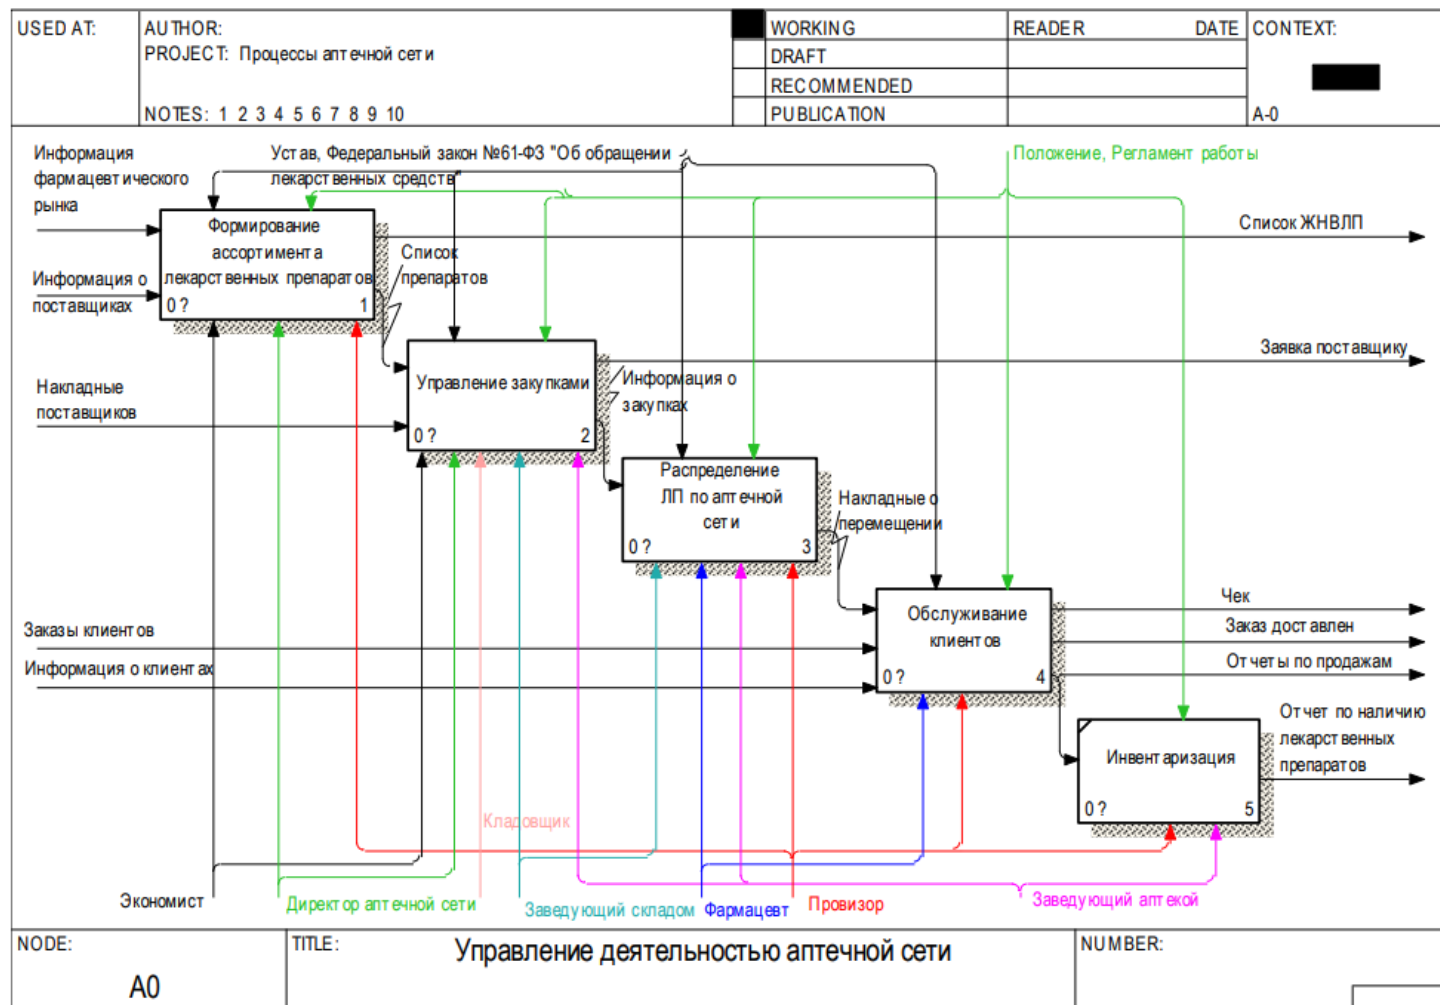 USED AT:
AUTHOR:
PROJECT: Процессы аптечной сети
NOTES: 1 2 3 4 5 6 7 8 9 10
WORKING
DRAFT
RECOMMENDED
PUBLICATION
READER DATE
CONTEXT:
A-0
Информация
фармацевтического
рынка
Устав, Федеральный закон №61-ФЗ "Об обращении
лекарственных средств"
Положение, Регламент работы
Формирование
ассортимента
лекарственных препаратов
0 ? 1
Список ЖНВЛП
Информация о
поставщиках
Список
препаратов
Управление закупками
0 ? 2
Заявка поставщику
Накладные
поставщиков
Информация о
закупках
Распределение
ЛП по аптечной
сети
0 ? 3
Накладные о
перемещении
Обслуживание
клиентов
0 ? 4
Чек
Заказ доставлен
Отчеты по продажам
Заказы клиентов
Информация о клиентах
Инвентаризация
0 ? 5
Отчет по наличию
лекарственных
препаратов
Кладовщик
Экономист
Директор аптечной сети
Заведующий складом
Фармацевт
Провизор
Заведующий аптекой
NODE:
A0
TITLE:
Управление деятельностью аптечной сети
NUMBER: